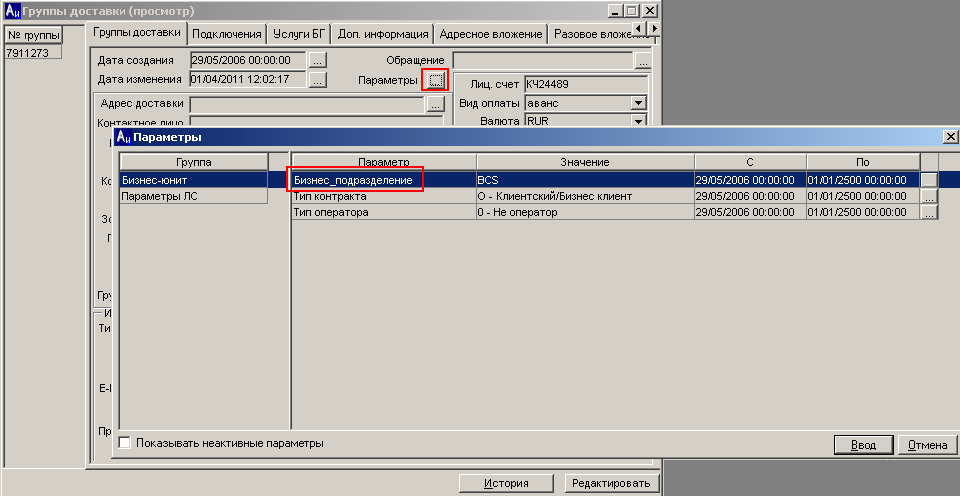 Группы доставки (просмотр)
№ группы
7911273
Группы доставки Подключения Услуги БГ Доп. информация Адресное вложение Разовое вложение
Дата создания 29/05/2006 00:00:00 ... Обращение ...
Дата изменения 01/04/2011 12:02:17 ... Параметры ...
Лиц. счет КЧ24489
Адрес доставки ... Вид оплаты аванс
Контактное лицо Валюта RUR
Параметры
Группа Параметр Значение С По
Бизнес-юнит Бизнес_подразделение BCS 29/05/2006 00:00:00 01/01/2500 00:00:00 ...
Параметры ЛС Тип контракта O - Клиентский/Бизнес клиент 29/05/2006 00:00:00 01/01/2500 00:00:00 ...
Тип оператора 0 - Не оператор 29/05/2006 00:00:00 01/01/2500 00:00:00 ...
Показывать неактивные параметры
Ввод Отмена
История Редактировать